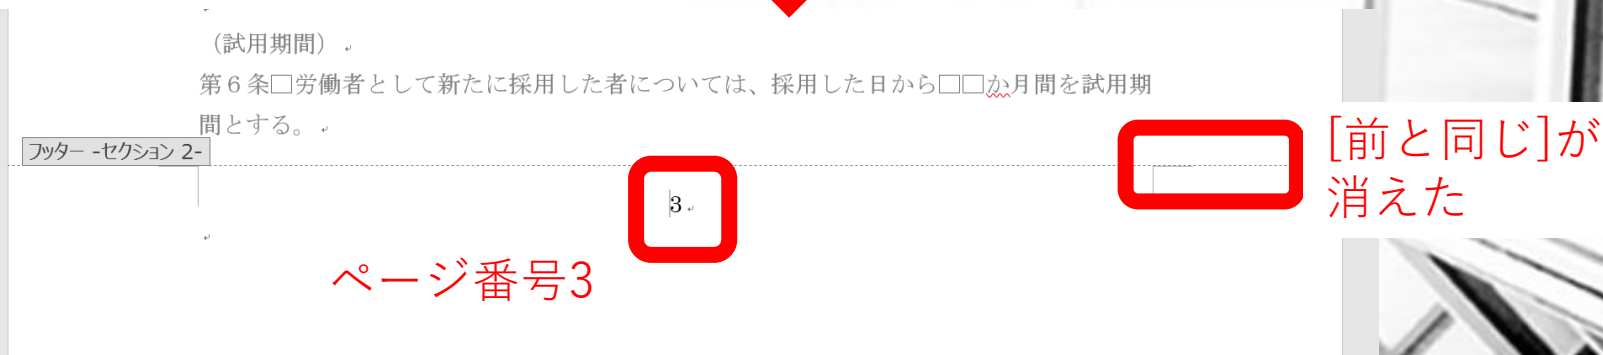 （試用期間）
第６条□労働者として新たに採用した者については、採用した日から□□か月間を試用期
間とする。
フッター -セクション 2-
[前と同じ]が
消えた
3
ページ番号3